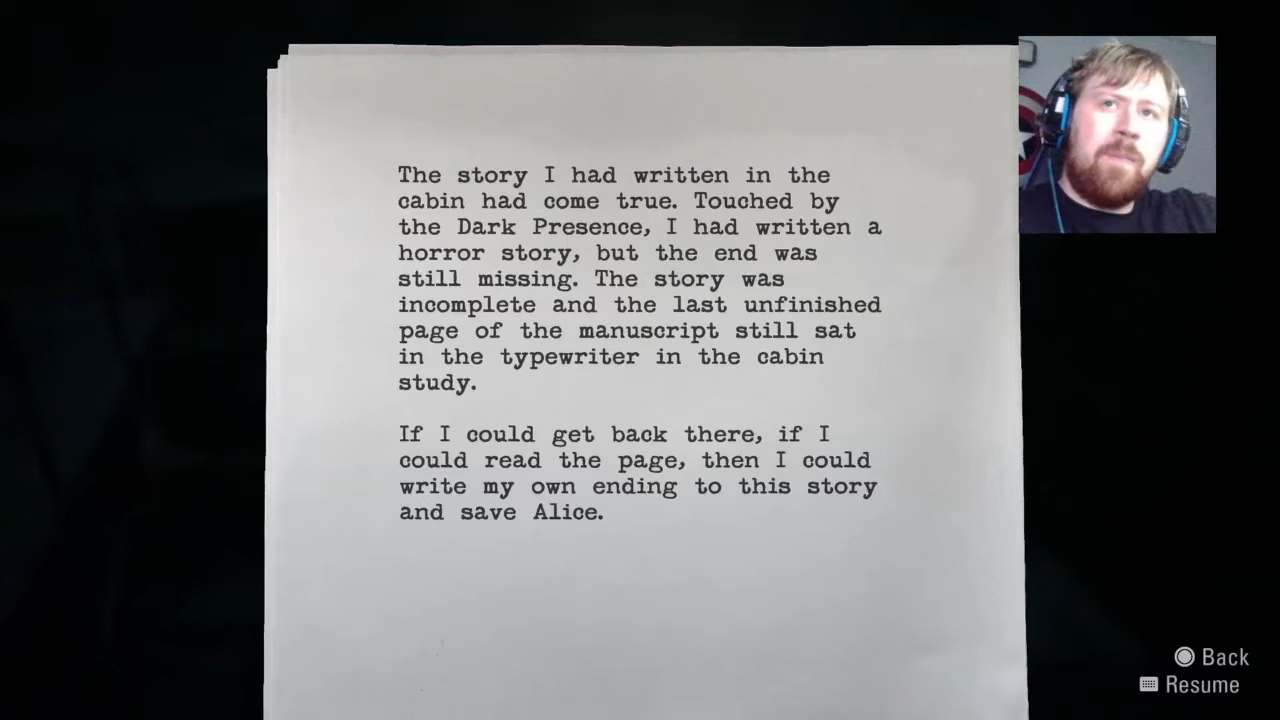 The story I had written in the
cabin had come true. Touched by
the Dark Presence, I had written a
horror story, but the end was
still missing. The story was
incomplete and the last unfinished
page of the manuscript still sat
in the typewriter in the cabin
study.
If I could get back there, if I
could read the page, then I could
write my own ending to this story
and save Alice.
Back
Resume